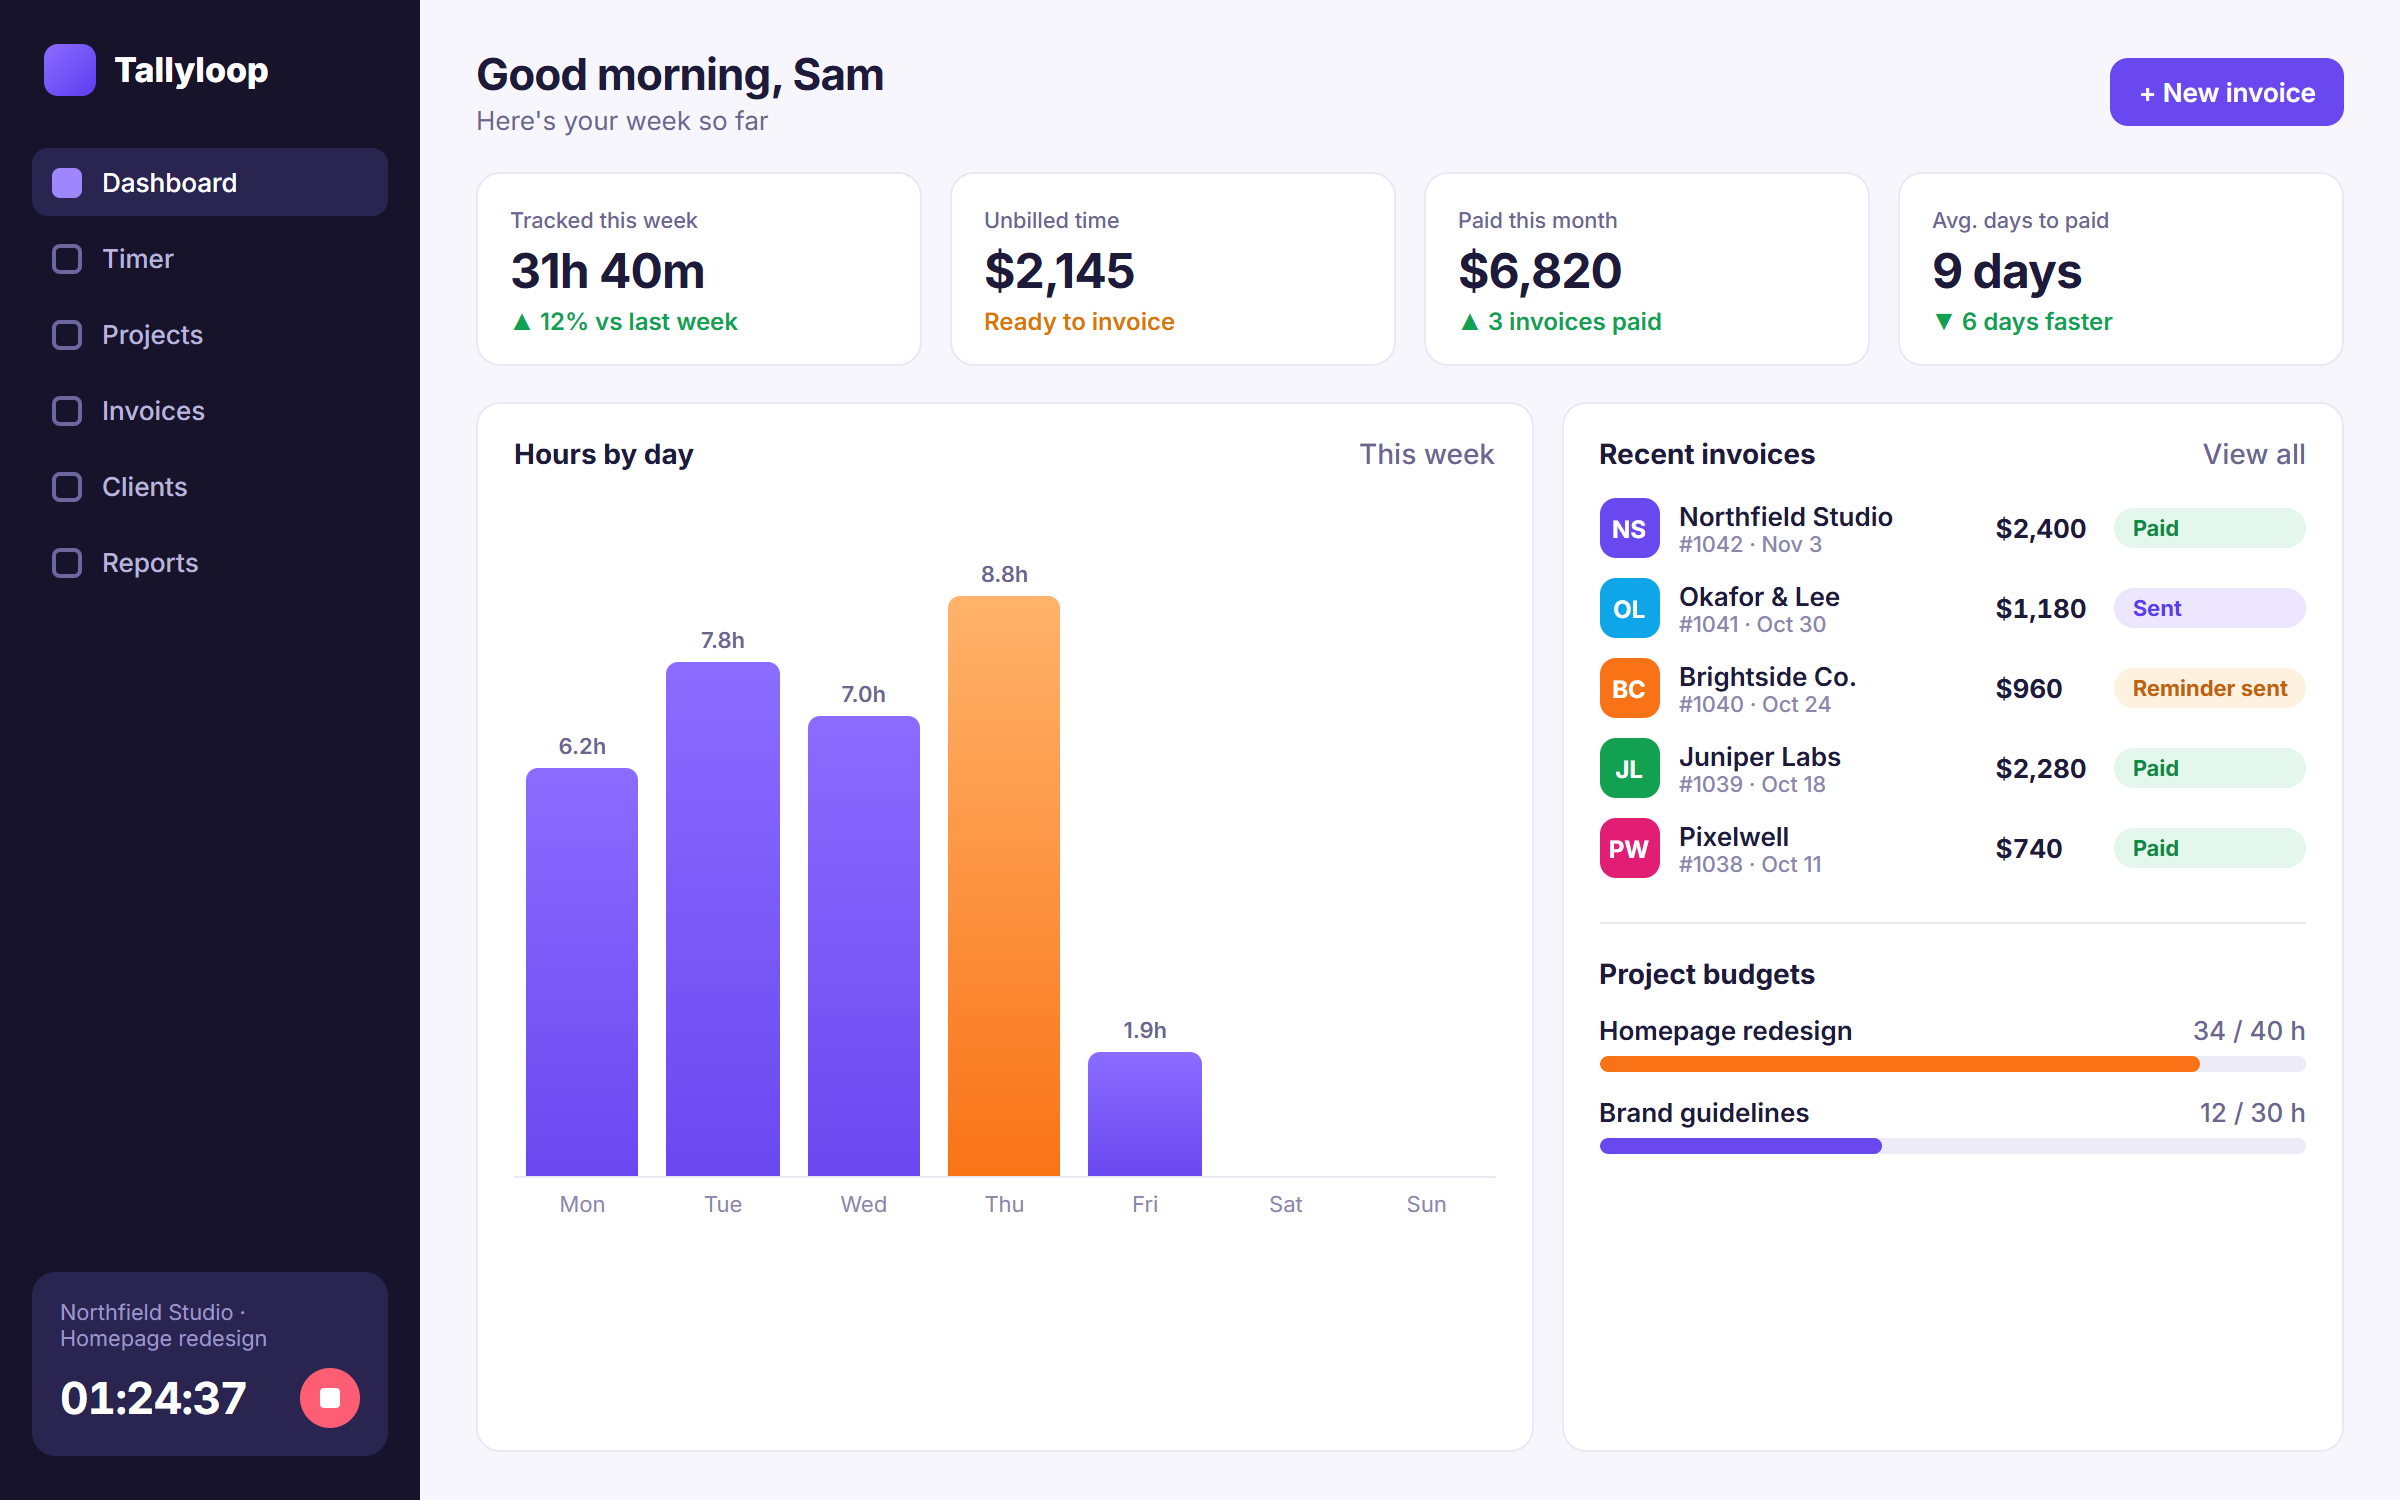 Tallyloop
Dashboard
Timer
Projects
Invoices
Clients
Reports
Northfield Studio ·
Homepage redesign
01:24:37
Good morning, Sam
Here's your week so far
+ New invoice
Tracked this week
31h 40m
▲ 12% vs last week
Unbilled time
$2,145
Ready to invoice
Paid this month
$6,820
▲ 3 invoices paid
Avg. days to paid
9 days
▼ 6 days faster
Hours by day
This week
6.2h
7.8h
7.0h
8.8h
1.9h
Mon
Tue
Wed
Thu
Fri
Sat
Sun
Recent invoices
View all
NS
Northfield Studio
#1042 · Nov 3
$2,400
Paid
OL
Okafor & Lee
#1041 · Oct 30
$1,180
Sent
BC
Brightside Co.
#1040 · Oct 24
$960
Reminder sent
JL
Juniper Labs
#1039 · Oct 18
$2,280
Paid
PW
Pixelwell
#1038 · Oct 11
$740
Paid
Project budgets
Homepage redesign
34 / 40 h
Brand guidelines
12 / 30 h